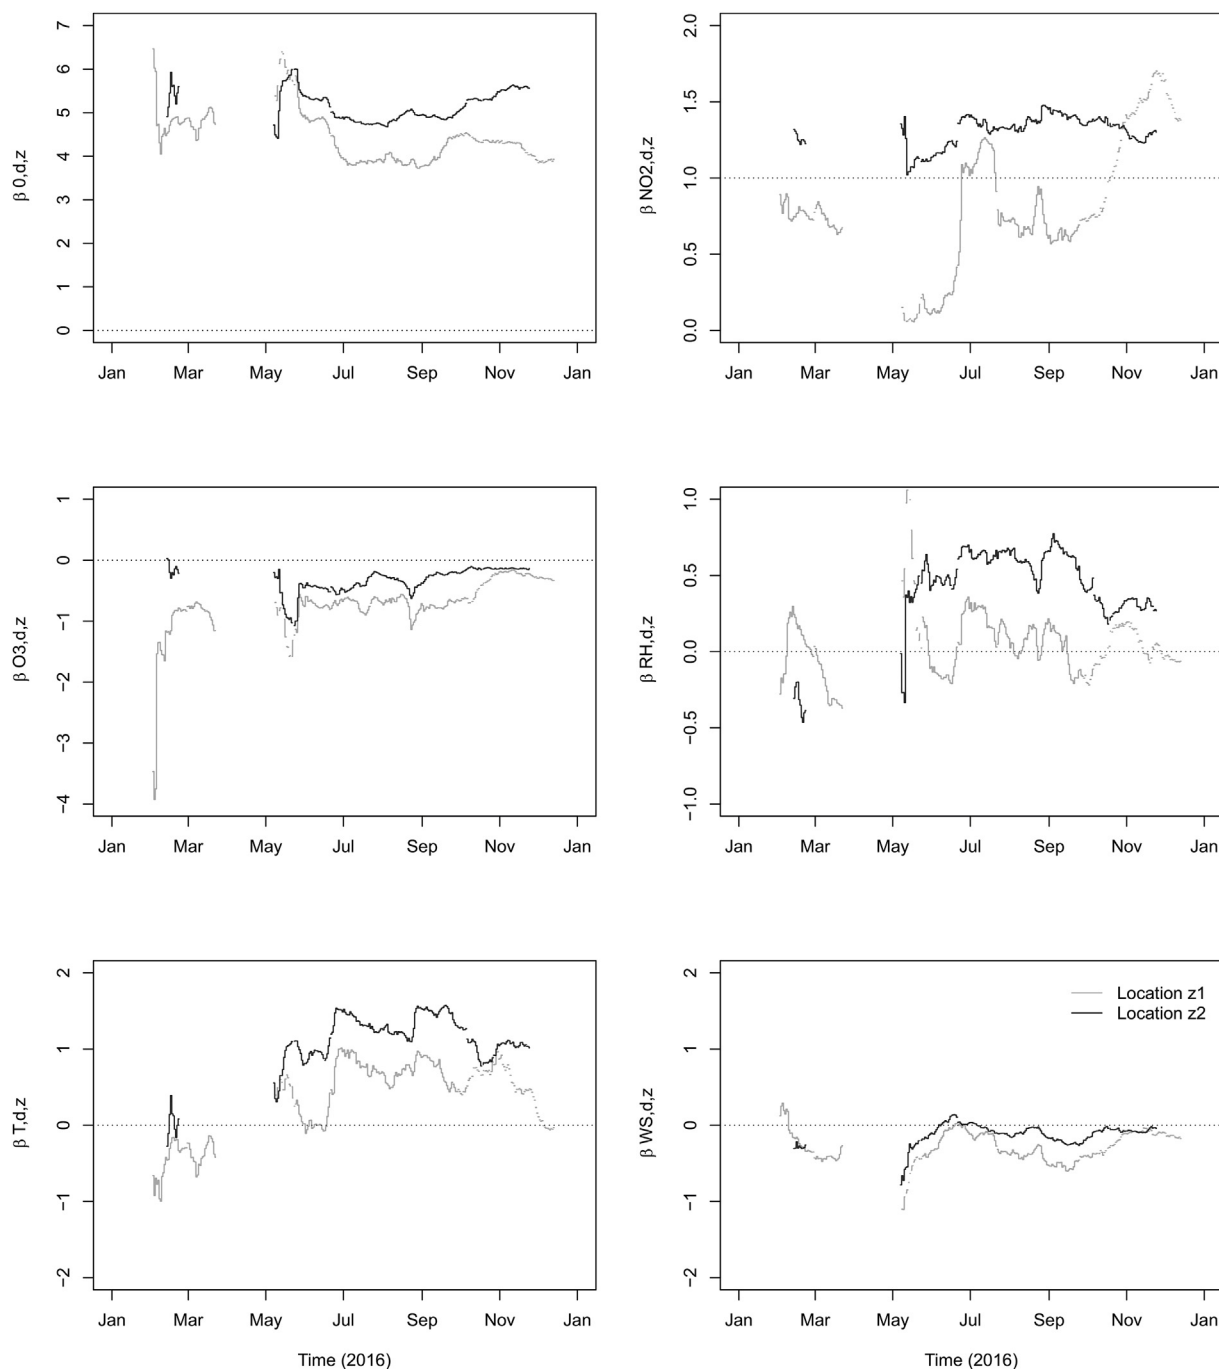 β 0,d,z
7
6
5
4
3
2
1
0
Jan Mar May Jul Sep Nov Jan
β NO2,d,z
2.0
1.5
1.0
0.5
0.0
Jan Mar May Jul Sep Nov Jan
β O3,d,z
1
0
−1
−2
−3
−4
Jan Mar May Jul Sep Nov Jan
β RH,d,z
1.0
0.5
0.0
−0.5
−1.0
Jan Mar May Jul Sep Nov Jan
β T,d,z
2
1
0
−1
−2
Jan Mar May Jul Sep Nov Jan
Time (2016)
β WS,d,z
2
1
0
−1
−2
Location z1
Location z2
Jan Mar May Jul Sep Nov Jan
Time (2016)